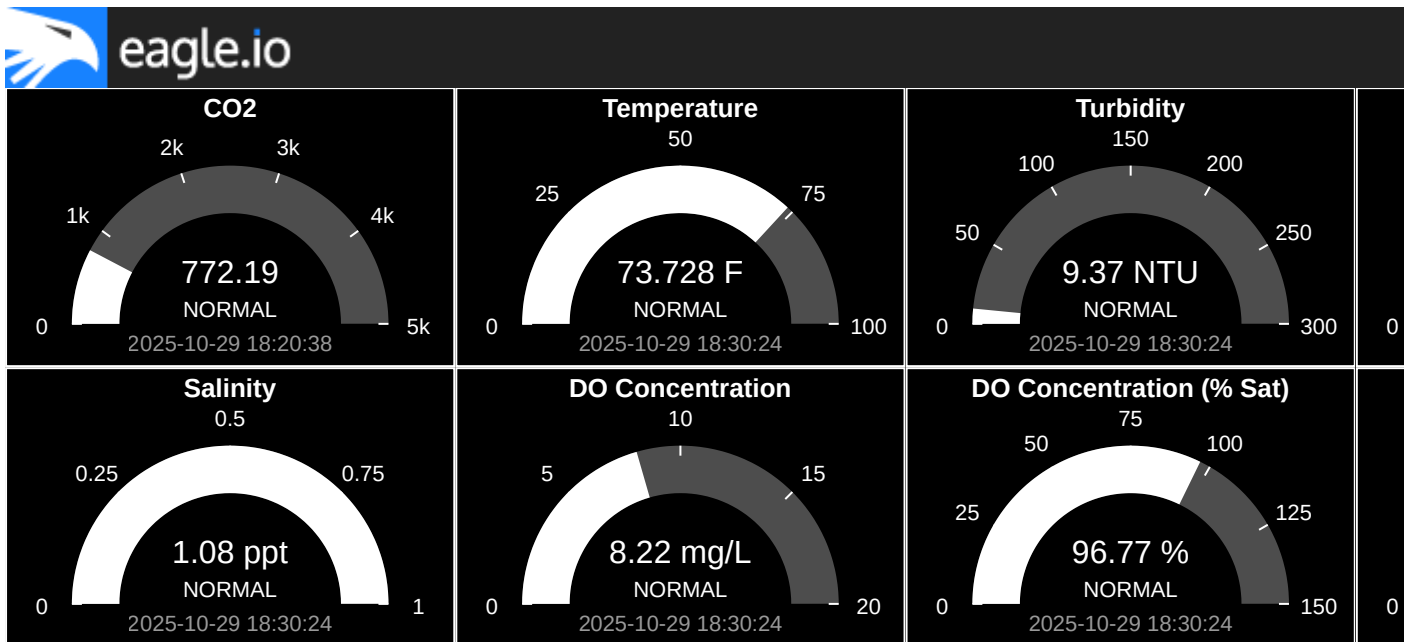 eagle.io
CO2
2k
3k
1k
4k
772.19
NORMAL
0
5k
2025-10-29 18:20:38
Temperature
50
25
75
73.728 F
NORMAL
0
100
2025-10-29 18:30:24
Turbidity
150
100
200
50
250
9.37 NTU
NORMAL
0
300
2025-10-29 18:30:24
0
Salinity
0.5
0.25
0.75
1.08 ppt
NORMAL
0
1
2025-10-29 18:30:24
DO Concentration
10
5
15
8.22 mg/L
NORMAL
0
20
2025-10-29 18:30:24
DO Concentration (% Sat)
75
50
100
25
125
96.77 %
NORMAL
0
150
2025-10-29 18:30:24
0